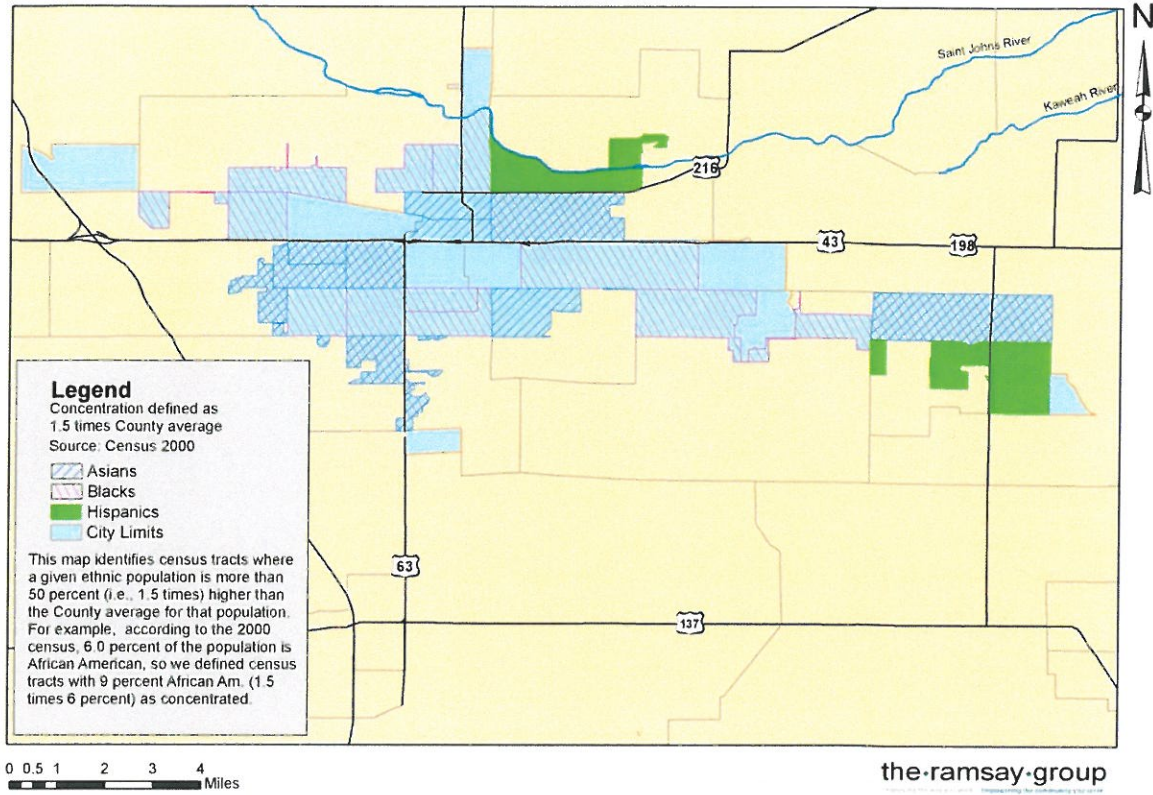 N
Saint Johns River
Kaweah River
216
43
198
Legend
Concentration defined as
1.5 times County average
Source: Census 2000
Asians
Blacks
Hispanics
City Limits
This map identifies census tracts where
a given ethnic population is more than
50 percent (i.e., 1.5 times) higher than
the County average for that population.
For example, according to the 2000
census, 6.0 percent of the population is
African American, so we defined census
tracts with 9 percent African Am. (1.5
times 6 percent) as concentrated.
63
137
0 0.5 1 2 3 4
Miles
the·ramsay·group